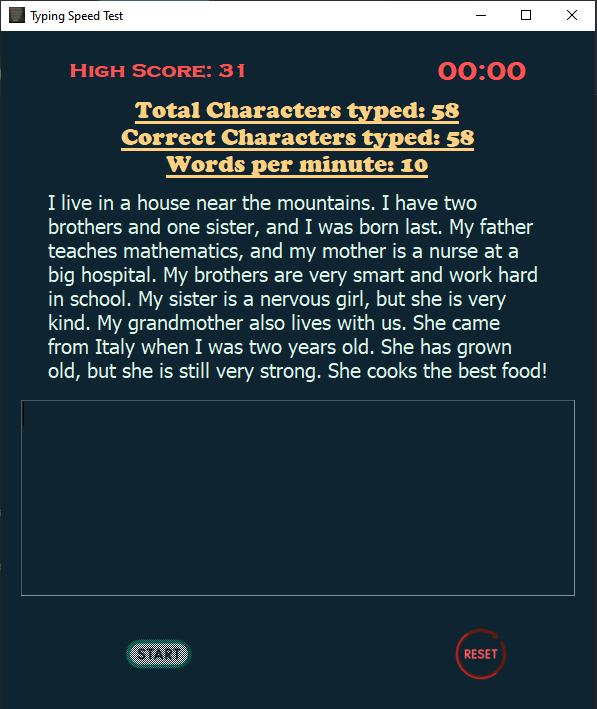 Typing Speed Test
High Score: 31
00:00
Total Characters typed: 58
Correct Characters typed: 58
Words per minute: 10
I live in a house near the mountains. I have two
brothers and one sister, and I was born last. My father
teaches mathematics, and my mother is a nurse at a
big hospital. My brothers are very smart and work hard
in school. My sister is a nervous girl, but she is very
kind. My grandmother also lives with us. She came
from Italy when I was two years old. She has grown
old, but she is still very strong. She cooks the best food!
START
RESET